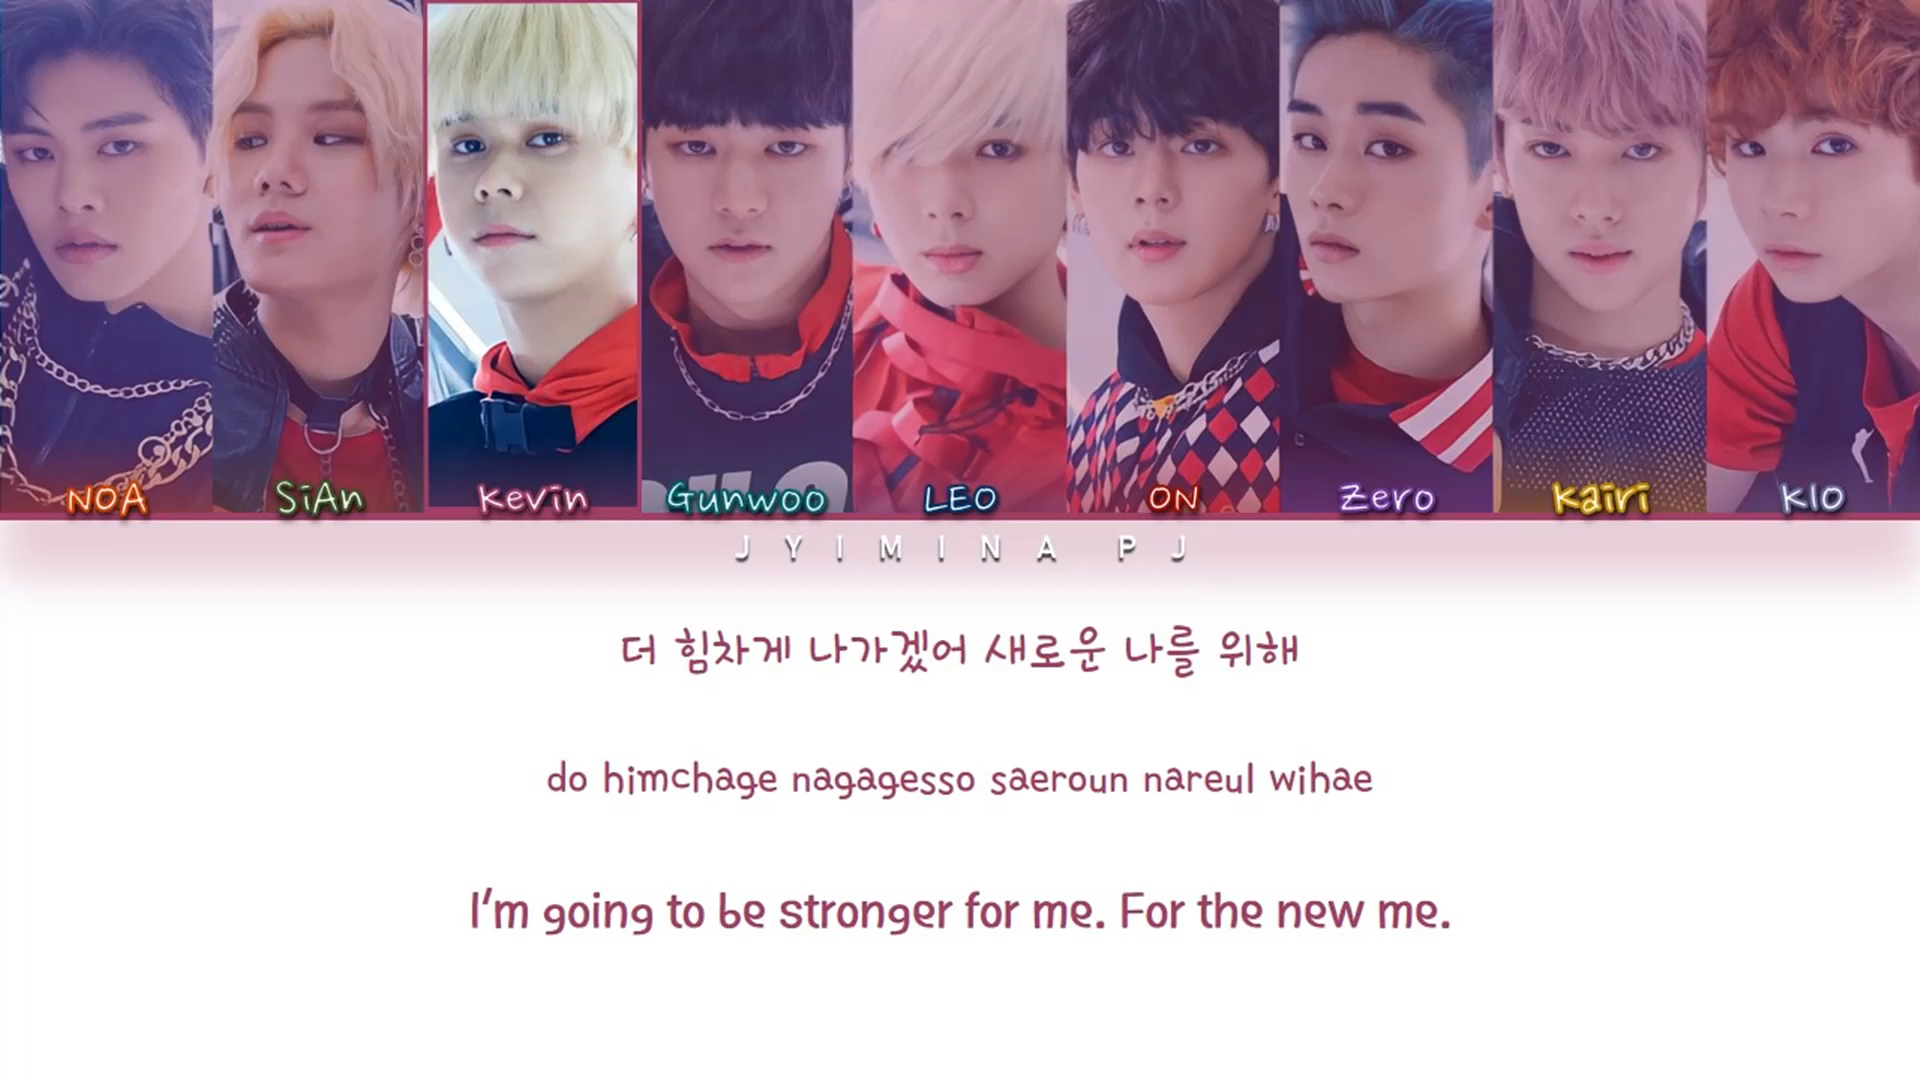 NOA SiAn Kevin Gunwoo LEO ON Zero Kairi KIO
JYIMINA PJ
더 힘차게 나가겠어 새로운 나를 위해
do himchage nagagesso saeroun nareul wihae
I'm going to be stronger for me. For the new me.